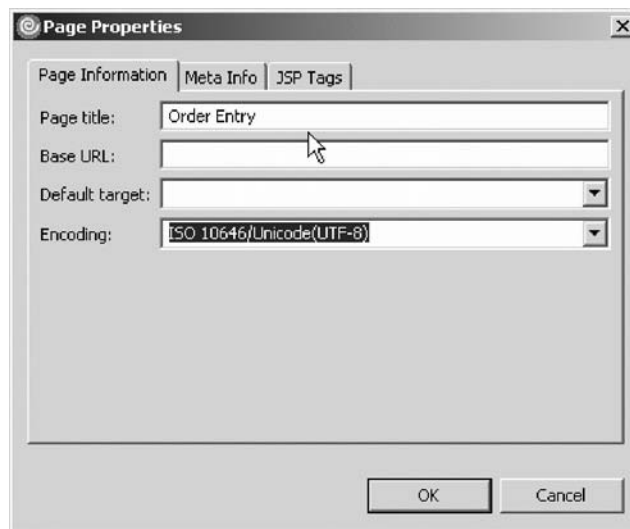 Page Properties
Page Information Meta Info JSP Tags
Page title: Order Entry
Base URL:
Default target:
Encoding: ISO 10646/Unicode(UTF-8)
OK Cancel